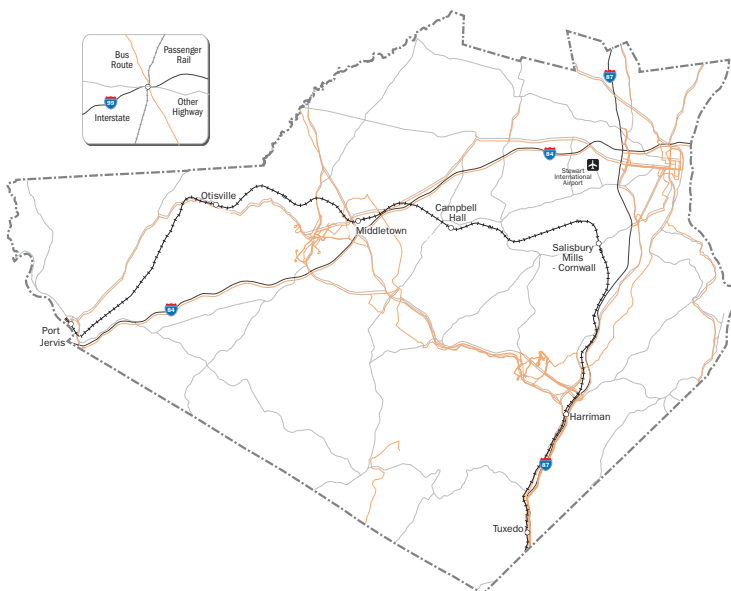 Bus
Route
Passenger
Rail
99
Interstate
Other
Highway
87
84
Stewart
International
Airport
Otisville
Campbell
Hall
Middletown
Salisbury
Mills
- Cornwall
84
Port
Jervis
Harriman
87
Tuxedo